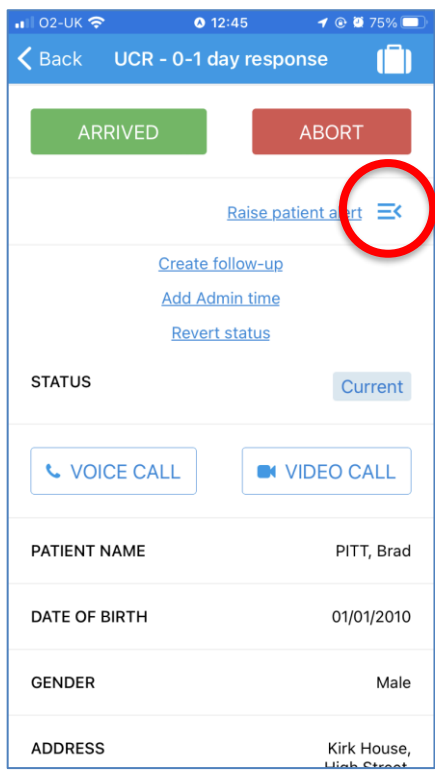 O2-UK 12:45 75%
Back UCR - 0-1 day response
ARRIVED ABORT
Raise patient alert
Create follow-up
Add Admin time
Revert status
STATUS Current
VOICE CALL VIDEO CALL
PATIENT NAME PITT, Brad
DATE OF BIRTH 01/01/2010
GENDER Male
ADDRESS Kirk House,
High Street